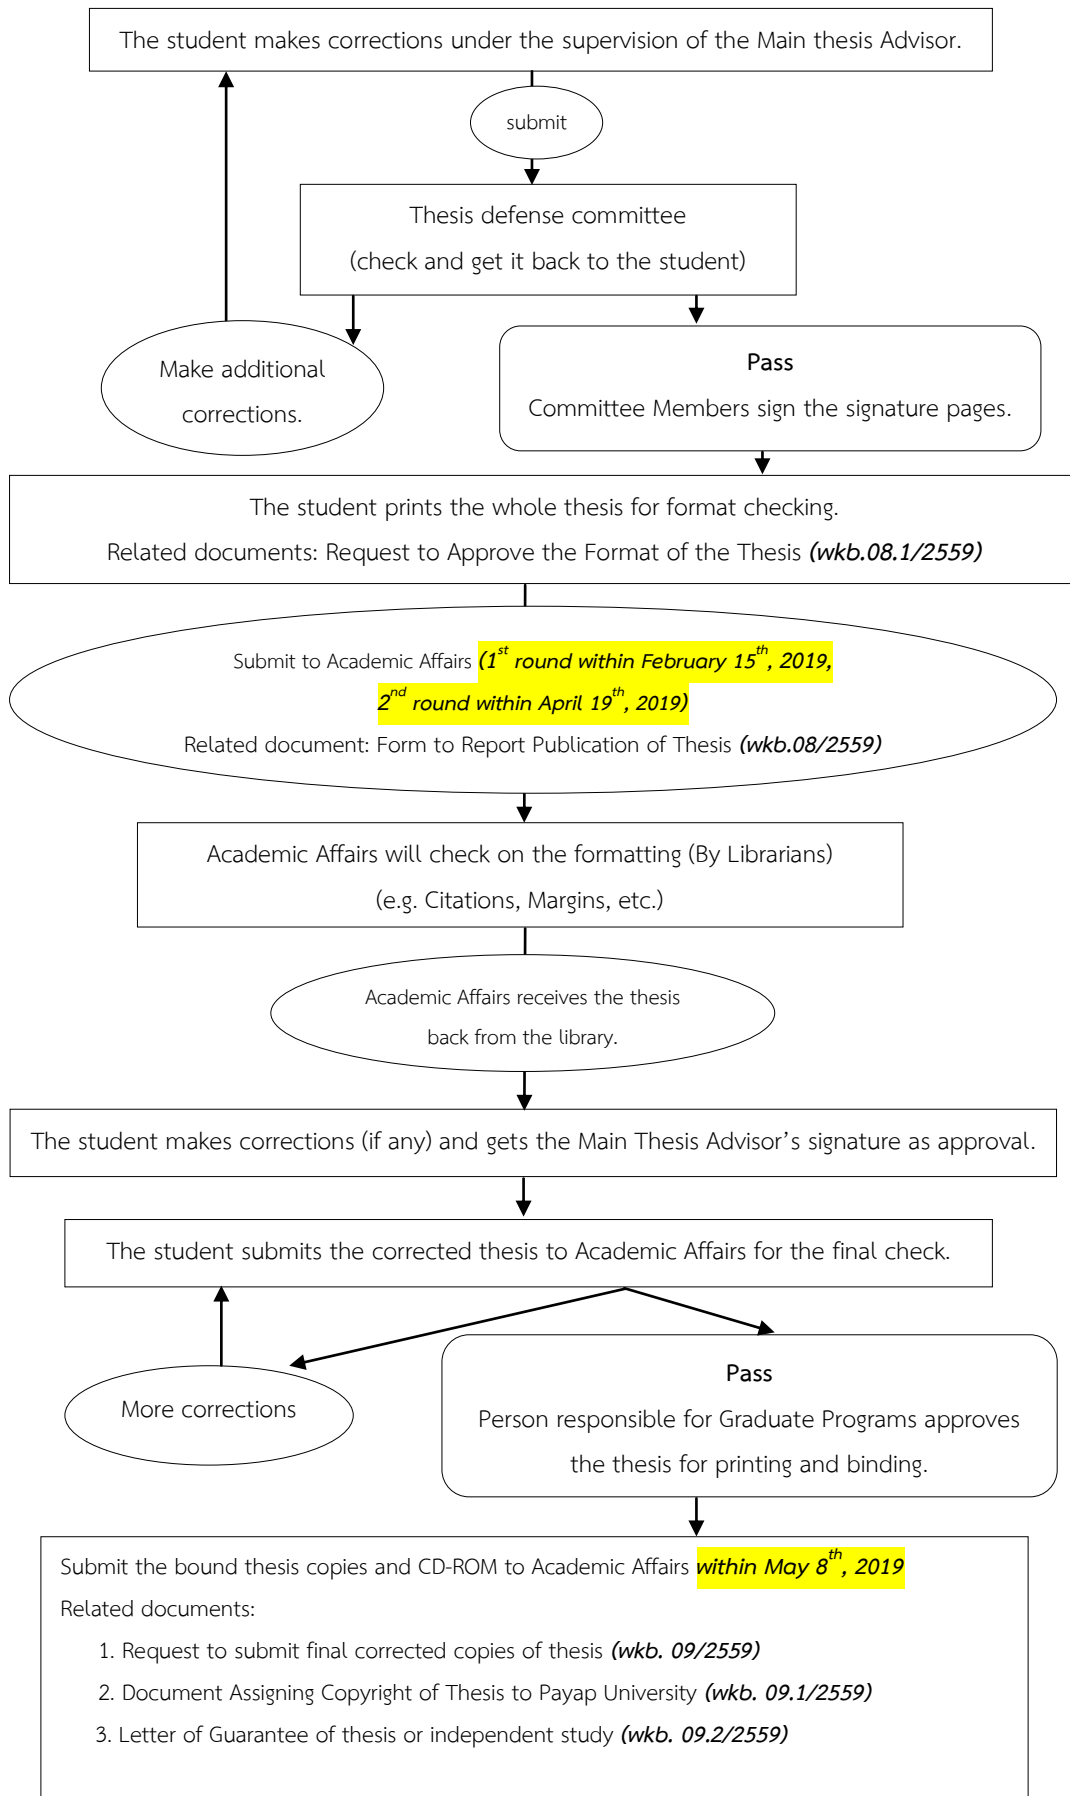 The student makes corrections under the supervision of the Main thesis Advisor.
submit
Thesis defense committee
(check and get it back to the student)
Make additional
corrections.
Pass
Committee Members sign the signature pages.
The student prints the whole thesis for format checking.
Related documents: Request to Approve the Format of the Thesis (wkb.08.1/2559)
Submit to Academic Affairs (1st round within February 15th, 2019,
2nd round within April 19th, 2019)
Related document: Form to Report Publication of Thesis (wkb.08/2559)
Academic Affairs will check on the formatting (By Librarians)
(e.g. Citations, Margins, etc.)
Academic Affairs receives the thesis
back from the library.
The student makes corrections (if any) and gets the Main Thesis Advisor’s signature as approval.
The student submits the corrected thesis to Academic Affairs for the final check.
More corrections
Pass
Person responsible for Graduate Programs approves
the thesis for printing and binding.
Submit the bound thesis copies and CD-ROM to Academic Affairs within May 8th, 2019
Related documents:
1. Request to submit final corrected copies of thesis (wkb. 09/2559)
2. Document Assigning Copyright of Thesis to Payap University (wkb. 09.1/2559)
3. Letter of Guarantee of thesis or independent study (wkb. 09.2/2559)